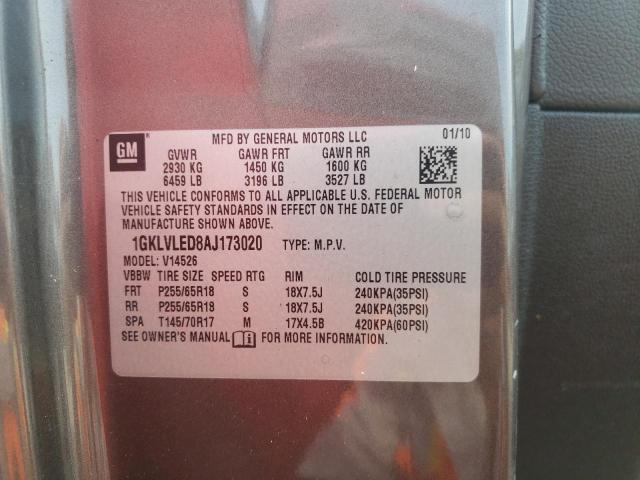 GM
MFD BY GENERAL MOTORS LLC 01/10
GVWR GAWR FRT GAWR RR
2930 KG 1450 KG 1600 KG
6459 LB 3196 LB 3527 LB
THIS VEHICLE CONFORMS TO ALL APPLICABLE U.S. FEDERAL MOTOR
VEHICLE SAFETY STANDARDS IN EFFECT ON THE DATE OF
MANUFACTURE SHOWN ABOVE.
1GKLVLED8AJ173020 TYPE: M.P.V.
MODEL: V14526
VBBW TIRE SIZE SPEED RTG RIM COLD TIRE PRESSURE
FRT P255/65R18 S 18X7.5J 240KPA(35PSI)
RR P255/65R18 S 18X7.5J 240KPA(35PSI)
SPA T145/70R17 M 17X4.5B 420KPA(60PSI)
SEE OWNER'S MANUAL FOR MORE INFORMATION.